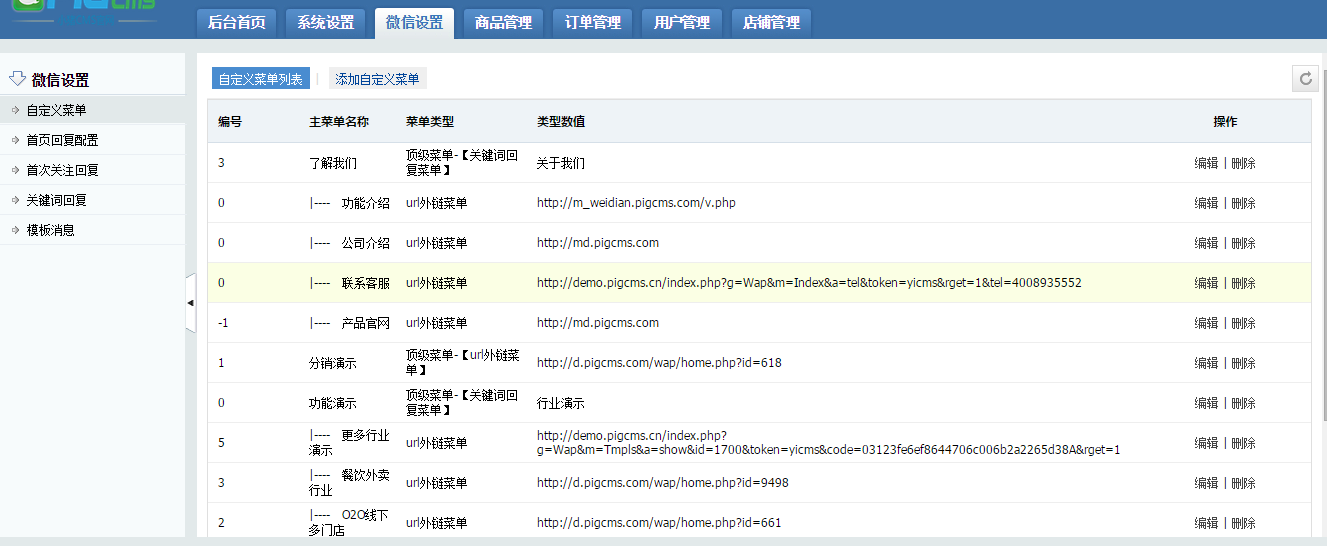 后台首页 系统设置 微信设置 商品管理 订单管理 用户管理 店铺管理
微信设置
自定义菜单
首页回复配置
首次关注回复
关键词回复
模板消息
自定义菜单列表 | 添加自定义菜单
编号 主菜单名称 菜单类型 类型数值 操作
3 了解我们 顶级菜单-【关键词回
复菜单】 关于我们 编辑 | 删除
0 |---- 功能介绍 url外链菜单 http://m_weidian.pigcms.com/v.php 编辑 | 删除
0 |---- 公司介绍 url外链菜单 http://md.pigcms.com 编辑 | 删除
0 |---- 联系客服 url外链菜单 http://demo.pigcms.cn/index.php?g=Wap&m=Index&a=tel&token=yicms&rget=1&tel=4008935552 编辑 | 删除
-1 |---- 产品官网 url外链菜单 http://md.pigcms.com 编辑 | 删除
1 分销演示 顶级菜单-【url外链菜
单】 http://d.pigcms.com/wap/home.php?id=618 编辑 | 删除
0 功能演示 顶级菜单-【关键词回
复菜单】 行业演示 编辑 | 删除
5 |---- 更多行业
演示 url外链菜单 http://demo.pigcms.cn/index.php?
g=Wap&m=Tmpls&a=show&id=1700&token=yicms&code=03123fe6ef8644706c006b2a2265d38A&rget=1 编辑 | 删除
3 |---- 餐饮外卖
行业 url外链菜单 http://d.pigcms.com/wap/home.php?id=9498 编辑 | 删除
2 |---- O2O线下
多门店 url外链菜单 http://d.pigcms.com/wap/home.php?id=661 编辑 | 删除